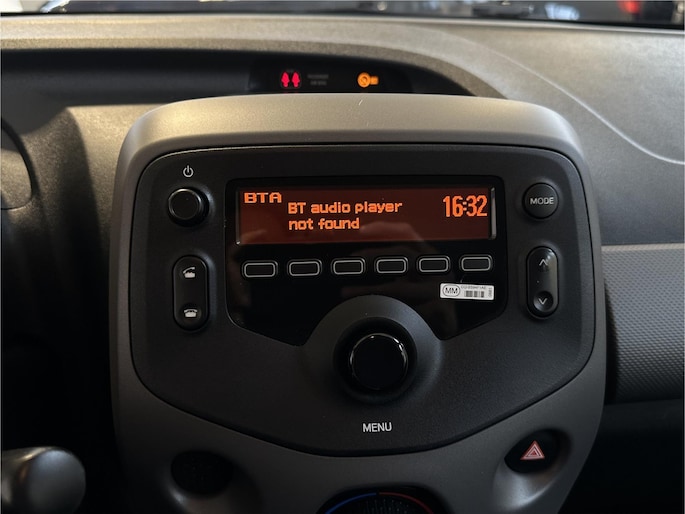 BTA
BT audio player
not found
16:32
MODE
MM
MENU